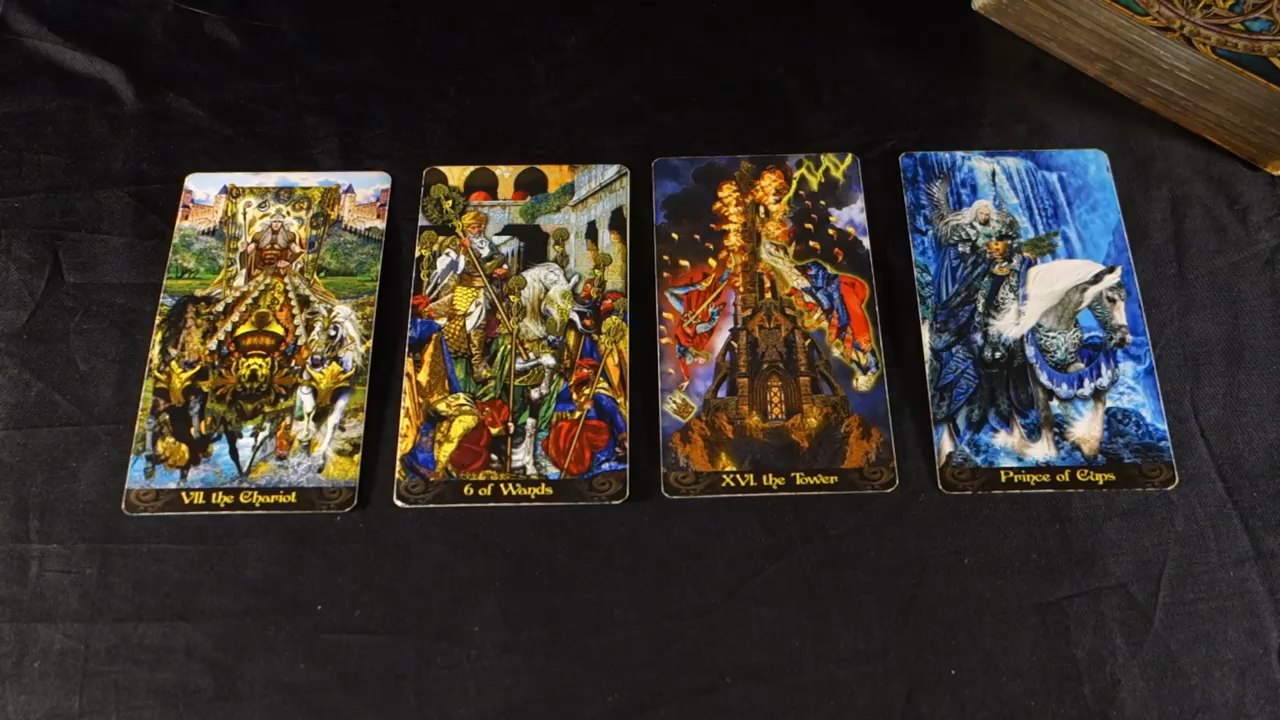 VII. the Chariot
6 of Wands
XVI. the Tower
Prince of Cups